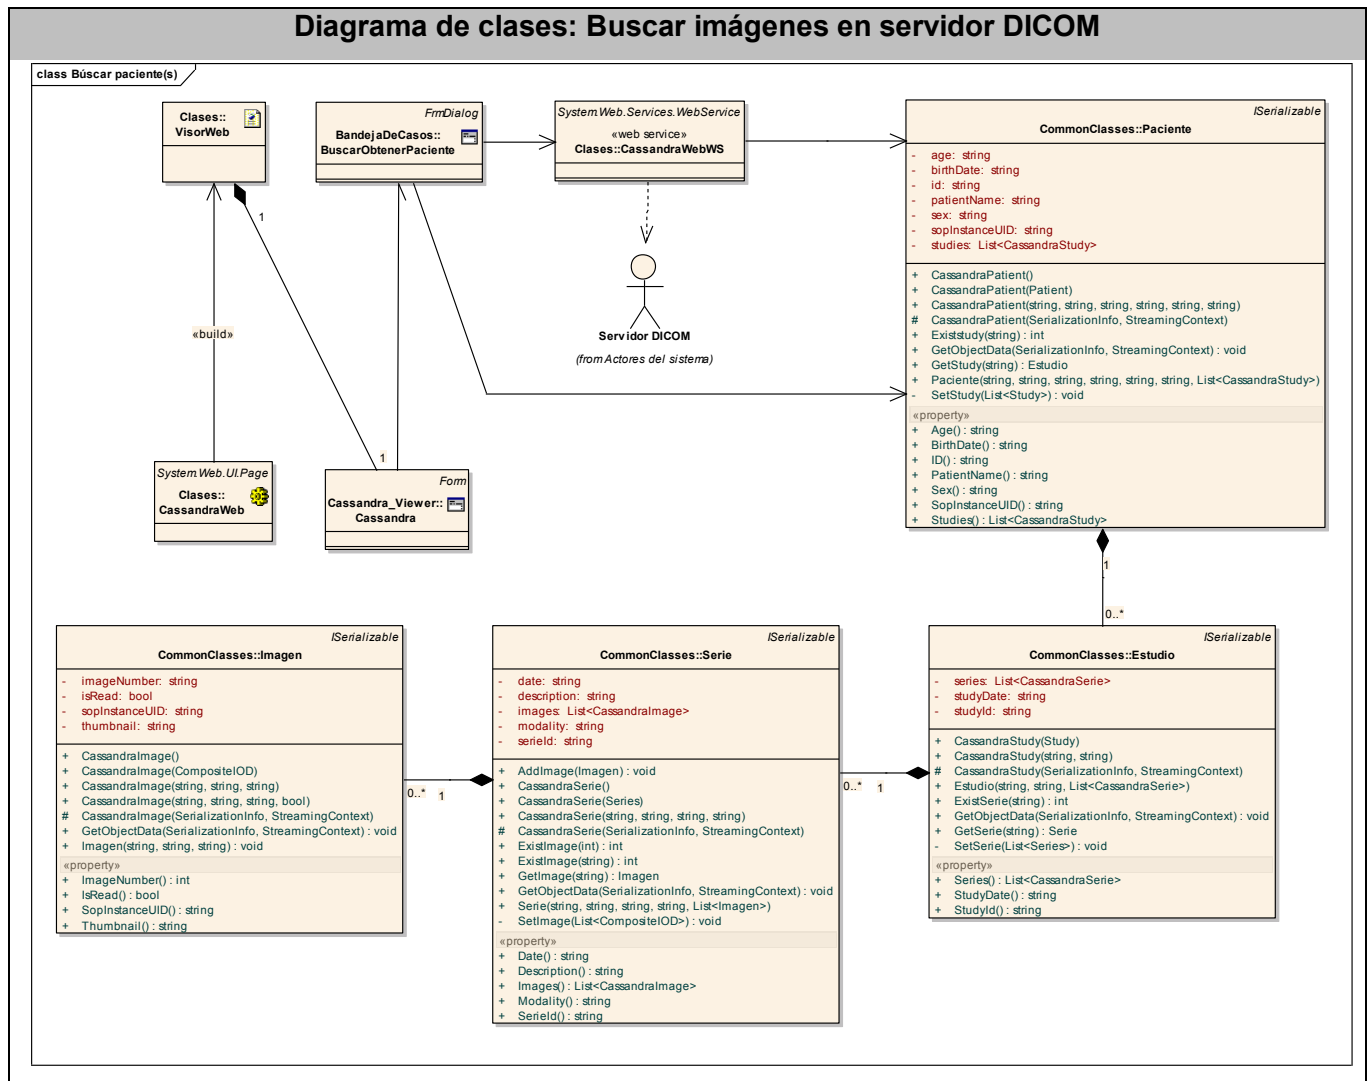 Diagrama de clases: Buscar imágenes en servidor DICOM
class Búscar paciente(s)
Clases::
VisorWeb
FrmDialog
BandejaDeCasos::
BuscarObtenerPaciente
System.Web.Services.WebService
«web service»
Clases::CassandraWebWS
ISerializable
CommonClasses::Paciente
- age: string
- birthDate: string
- id: string
- patientName: string
- sex: string
- sopInstanceUID: string
- studies: List<CassandraStudy>
+ CassandraPatient()
+ CassandraPatient(Patient)
+ CassandraPatient(string, string, string, string, string, string)
# CassandraPatient(SerializationInfo, StreamingContext)
+ Existstudy(string) : int
+ GetObjectData(SerializationInfo, StreamingContext) : void
+ GetStudy(string) : Estudio
+ Paciente(string, string, string, string, string, string, List<CassandraStudy>)
- SetStudy(List<Study>) : void
«property»
+ Age() : string
+ BirthDate() : string
+ ID() : string
+ PatientName() : string
+ Sex() : string
+ SopInstanceUID() : string
+ Studies() : List<CassandraStudy>
1
Servidor DICOM
(from Actores del sistema)
«build»
1
System.Web.UI.Page
Clases::
CassandraWeb
Form
Cassandra_Viewer::
Cassandra
1
0..*
ISerializable
CommonClasses::Imagen
- imageNumber: string
- isRead: bool
- sopInstanceUID: string
- thumbnail: string
+ CassandraImage()
+ CassandraImage(CompositeIOD)
+ CassandraImage(string, string, string)
+ CassandraImage(string, string, string, bool)
# CassandraImage(SerializationInfo, StreamingContext)
+ GetObjectData(SerializationInfo, StreamingContext) : void
+ Imagen(string, string, string) : void
«property»
+ ImageNumber() : int
+ IsRead() : bool
+ SopInstanceUID() : string
+ Thumbnail() : string
0..* 1
ISerializable
CommonClasses::Serie
- date: string
- description: string
- images: List<CassandraImage>
- modality: string
- serieId: string
+ AddImage(Imagen) : void
+ CassandraSerie()
+ CassandraSerie(Series)
+ CassandraSerie(string, string, string, string)
# CassandraSerie(SerializationInfo, StreamingContext)
+ ExistImage(int) : int
+ ExistImage(string) : int
+ GetImage(string) : Imagen
+ GetObjectData(SerializationInfo, StreamingContext) : void
+ Serie(string, string, string, string, List<Imagen>)
- SetImage(List<CompositeIOD>) : void
«property»
+ Date() : string
+ Description() : string
+ Images() : List<CassandraImage>
+ Modality() : string
+ SerieId() : string
0..* 1
ISerializable
CommonClasses::Estudio
- series: List<CassandraSerie>
- studyDate: string
- studyId: string
+ CassandraStudy(Study)
+ CassandraStudy(string, string)
# CassandraStudy(SerializationInfo, StreamingContext)
+ Estudio(string, string, List<CassandraSerie>)
+ ExistSerie(string) : int
+ GetObjectData(SerializationInfo, StreamingContext) : void
+ GetSerie(string) : Serie
- SetSerie(List<Series>) : void
«property»
+ Series() : List<CassandraSerie>
+ StudyDate() : string
+ StudyId() : string